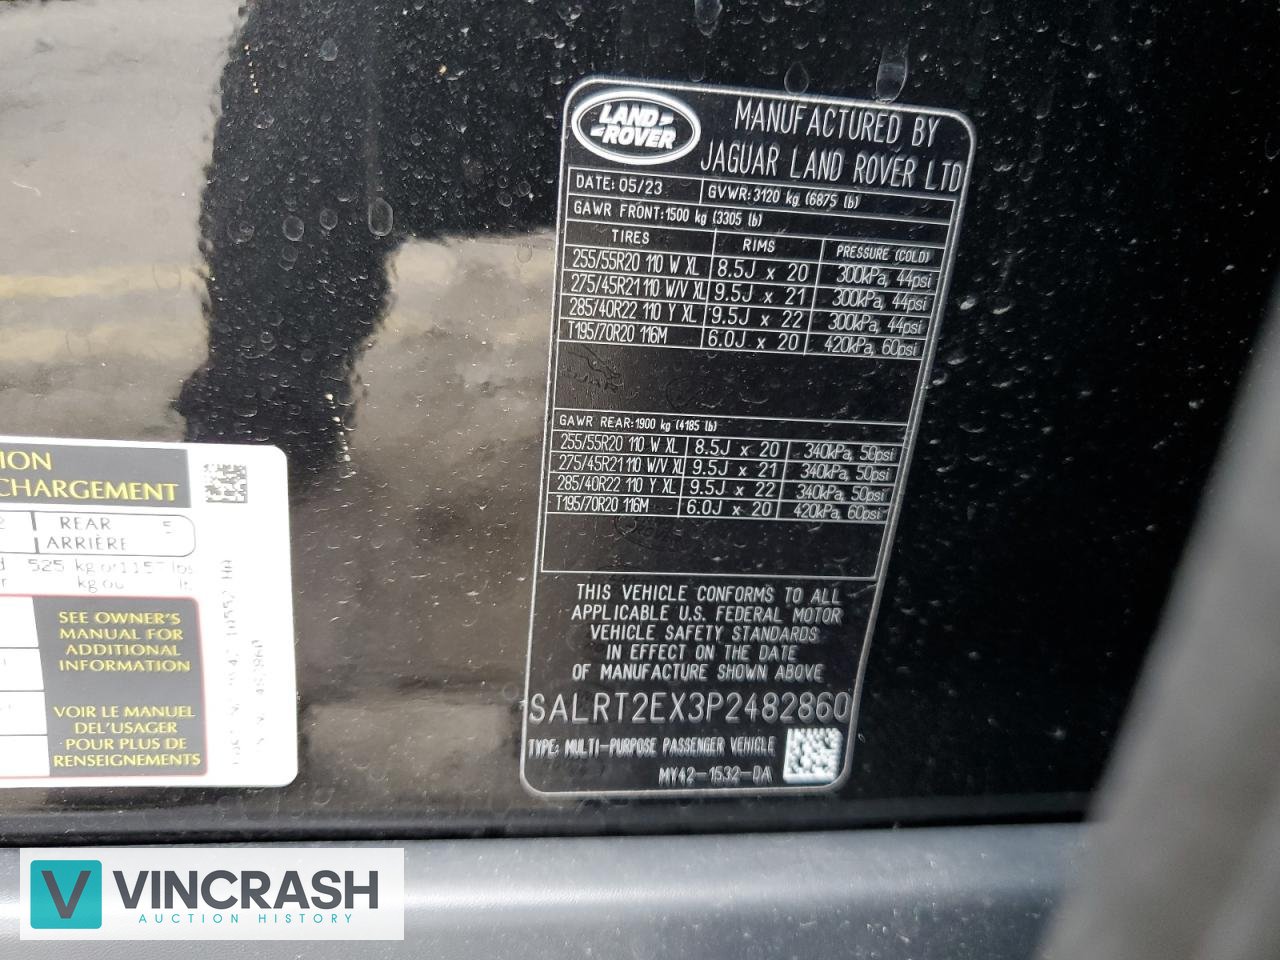 LAND ROVER
MANUFACTURED BY
JAGUAR LAND ROVER LTD
DATE: 05/23 GVWR: 3120 kg (6875 lb)
GAWR FRONT: 1500 kg (3305 lb)
TIRES RIMS PRESSURE (COLD)
255/55R20 110 W XL 8.5J x 20 300kPa, 44psi
275/45R21 110 W/V XL 9.5J x 21 300kPa, 44psi
285/40R22 110 Y XL 9.5J x 22 300kPa, 44psi
T195/70R20 116M 6.0J x 20 420kPa, 60psi
GAWR REAR: 1900 kg (4185 lb)
255/55R20 110 W XL 8.5J x 20 340kPa, 50psi
275/45R21 110 W/V XL 9.5J x 21 340kPa, 50psi
285/40R22 110 Y XL 9.5J x 22 340kPa, 50psi
T195/70R20 116M 6.0J x 20 420kPa, 60psi
THIS VEHICLE CONFORMS TO ALL
APPLICABLE U.S. FEDERAL MOTOR
VEHICLE SAFETY STANDARDS
IN EFFECT ON THE DATE
OF MANUFACTURE SHOWN ABOVE
SALRT2EX3P2482860
TYPE: MULTI-PURPOSE PASSENGER VEHICLE
MY42-1532-DA
ION
CHARGEMENT
2 REAR 5
ARRIÈRE
525 kg
kg
SEE OWNER'S
MANUAL FOR
ADDITIONAL
INFORMATION
VOIR LE MANUEL
DE L'USAGER
POUR PLUS DE
RENSEIGNEMENTS
V VINCRASH
AUCTION HISTORY